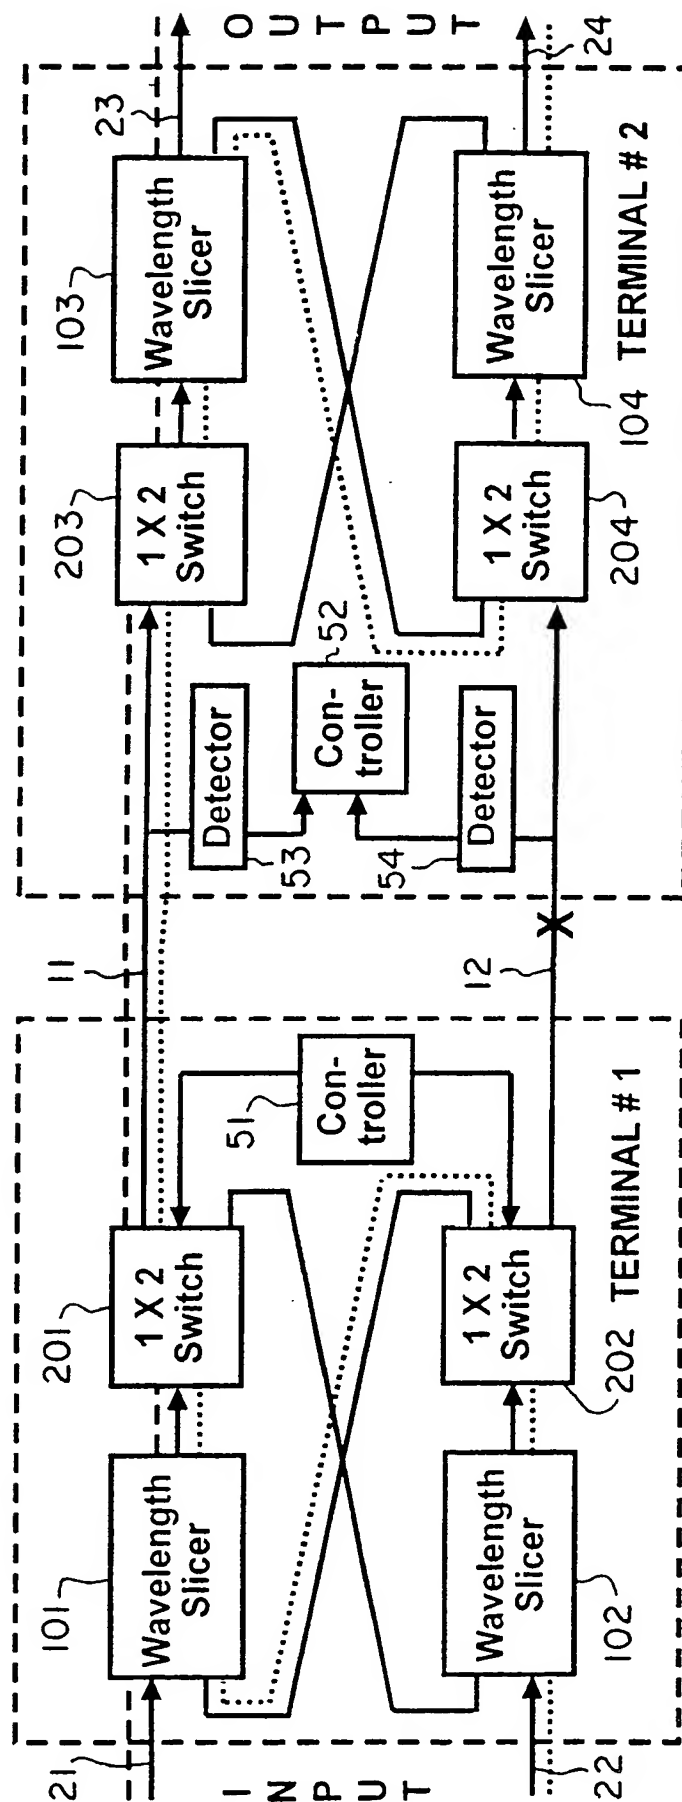 INPUT
21
22
101
Wavelength
Slicer
Wavelength
Slicer
102
201
1 X 2
Switch
1 X 2
Switch
202
TERMINAL # 1
51
Con-
troller
11
12
X
Detector
53
54
Detector
52
Con-
troller
203
1 X 2
Switch
1 X 2
Switch
204
103
Wavelength
Slicer
Wavelength
Slicer
104
TERMINAL # 2
23
24
OUTPUT